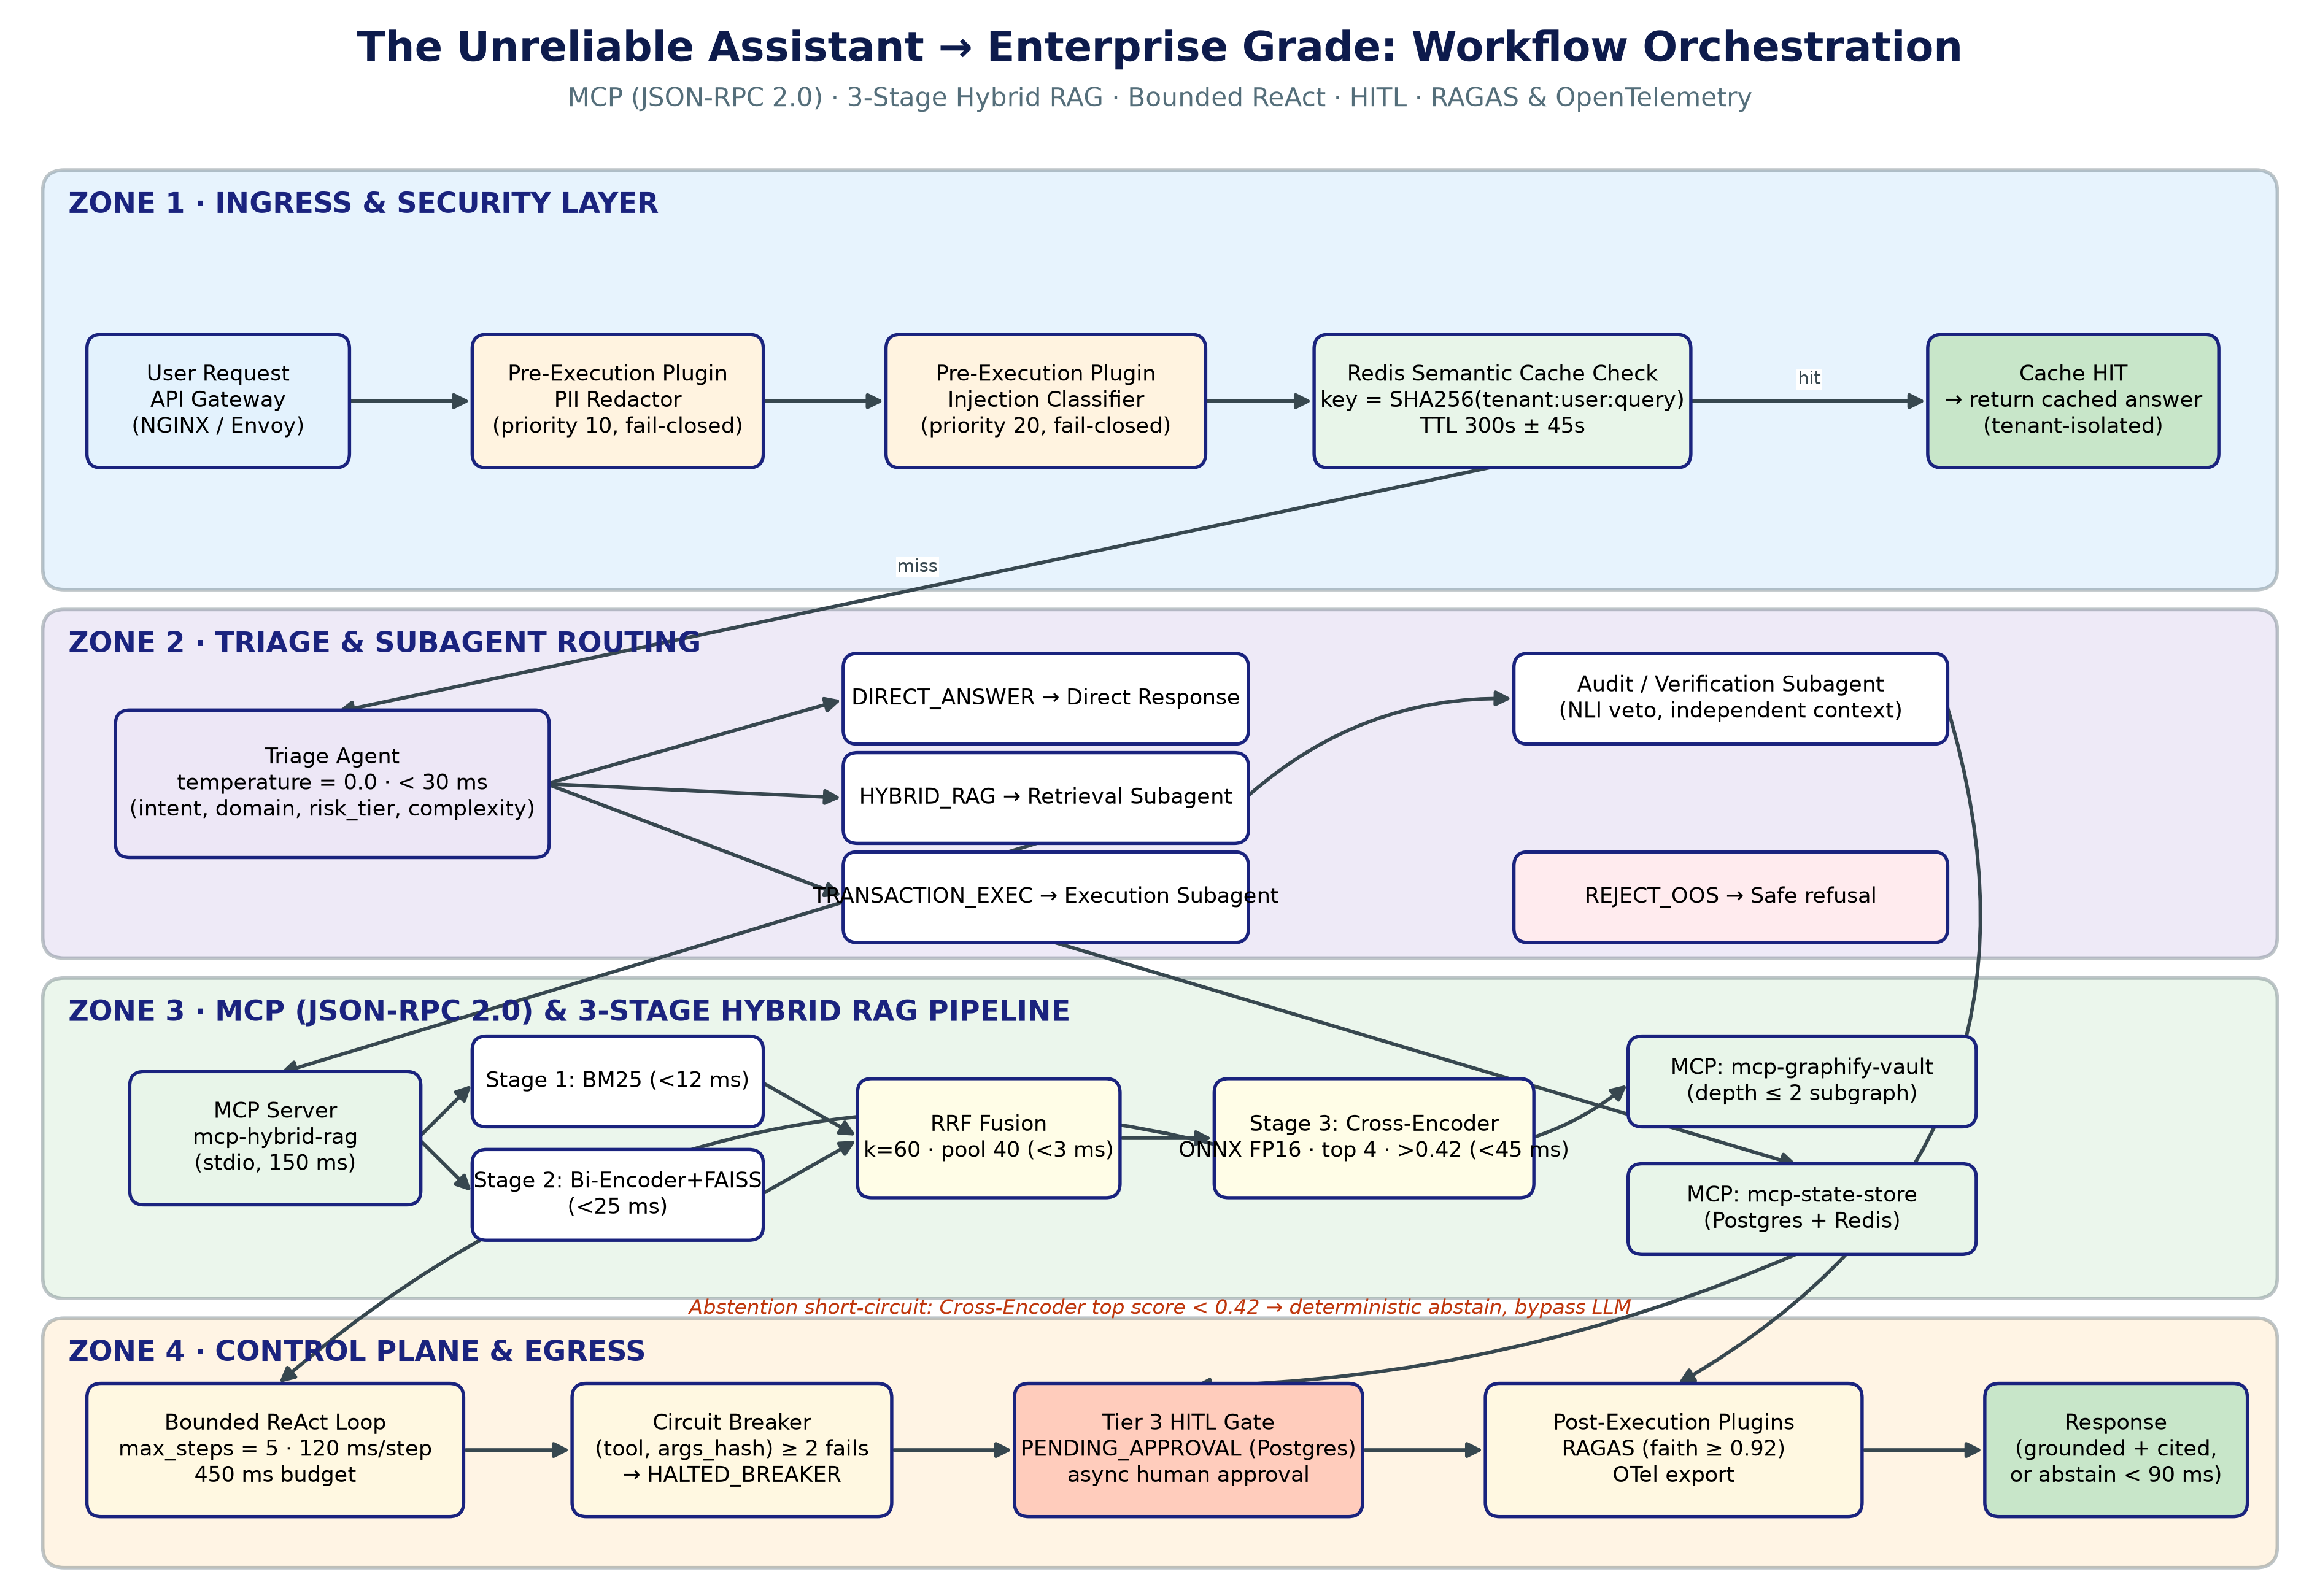 The Unreliable Assistant → Enterprise Grade: Workflow Orchestration
MCP (JSON-RPC 2.0) · 3-Stage Hybrid RAG · Bounded ReAct · HITL · RAGAS & OpenTelemetry
ZONE 1 · INGRESS & SECURITY LAYER
User Request
API Gateway
(NGINX / Envoy)
Pre-Execution Plugin
PII Redactor
(priority 10, fail-closed)
Pre-Execution Plugin
Injection Classifier
(priority 20, fail-closed)
Redis Semantic Cache Check
key = SHA256(tenant:user:query)
TTL 300s ± 45s
hit
Cache HIT
→ return cached answer
(tenant-isolated)
miss
ZONE 2 · TRIAGE & SUBAGENT ROUTING
Triage Agent
temperature = 0.0 · < 30 ms
(intent, domain, risk_tier, complexity)
DIRECT_ANSWER → Direct Response
HYBRID_RAG → Retrieval Subagent
TRANSACTION_EXEC → Execution Subagent
Audit / Verification Subagent
(NLI veto, independent context)
REJECT_OOS → Safe refusal
ZONE 3 · MCP (JSON-RPC 2.0) & 3-STAGE HYBRID RAG PIPELINE
MCP Server
mcp-hybrid-rag
(stdio, 150 ms)
Stage 1: BM25 (<12 ms)
Stage 2: Bi-Encoder+FAISS
(<25 ms)
RRF Fusion
k=60 · pool 40 (<3 ms)
Stage 3: Cross-Encoder
ONNX FP16 · top 4 · >0.42 (<45 ms)
MCP: mcp-graphify-vault
(depth ≤ 2 subgraph)
MCP: mcp-state-store
(Postgres + Redis)
Abstention short-circuit: Cross-Encoder top score < 0.42 → deterministic abstain, bypass LLM
ZONE 4 · CONTROL PLANE & EGRESS
Bounded ReAct Loop
max_steps = 5 · 120 ms/step
450 ms budget
Circuit Breaker
(tool, args_hash) ≥ 2 fails
→ HALTED_BREAKER
Tier 3 HITL Gate
PENDING_APPROVAL (Postgres)
async human approval
Post-Execution Plugins
RAGAS (faith ≥ 0.92)
OTel export
Response
(grounded + cited,
or abstain < 90 ms)